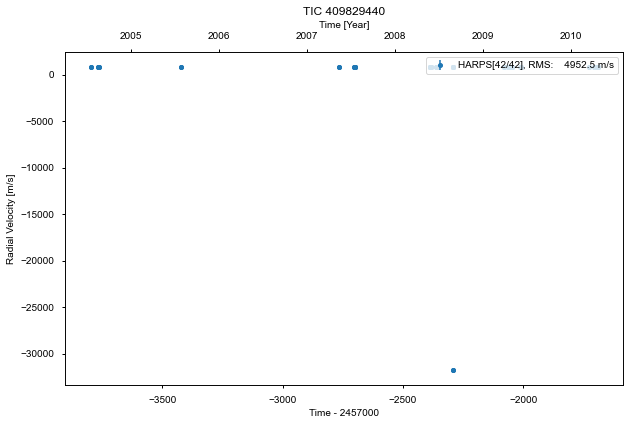 TIC 409829440
Time [Year]
2005 2006 2007 2008 2009 2010
HARPS[42/42], RMS: 4952.5 m/s
0
−5000
−10000
−15000
−20000
−25000
−30000
Radial Velocity [m/s]
−3500 −3000 −2500 −2000
Time - 2457000